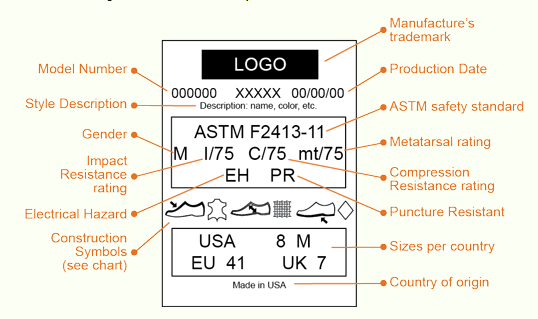 Manufacture's
trademark
LOGO
Model Number
Production Date
000000 XXXXX 00/00/00
Style Description
Description: name, color, etc.
ASTM safety standard
ASTM F2413-11
Gender
Metatarsal rating
M I/75 C/75 mt/75
Impact
Resistance
rating
Compression
Resistance rating
EH PR
Electrical Hazard
Puncture Resistant
Construction
Symbols
(see chart)
USA 8 M
Sizes per country
EU 41 UK 7
Made in USA
Country of origin